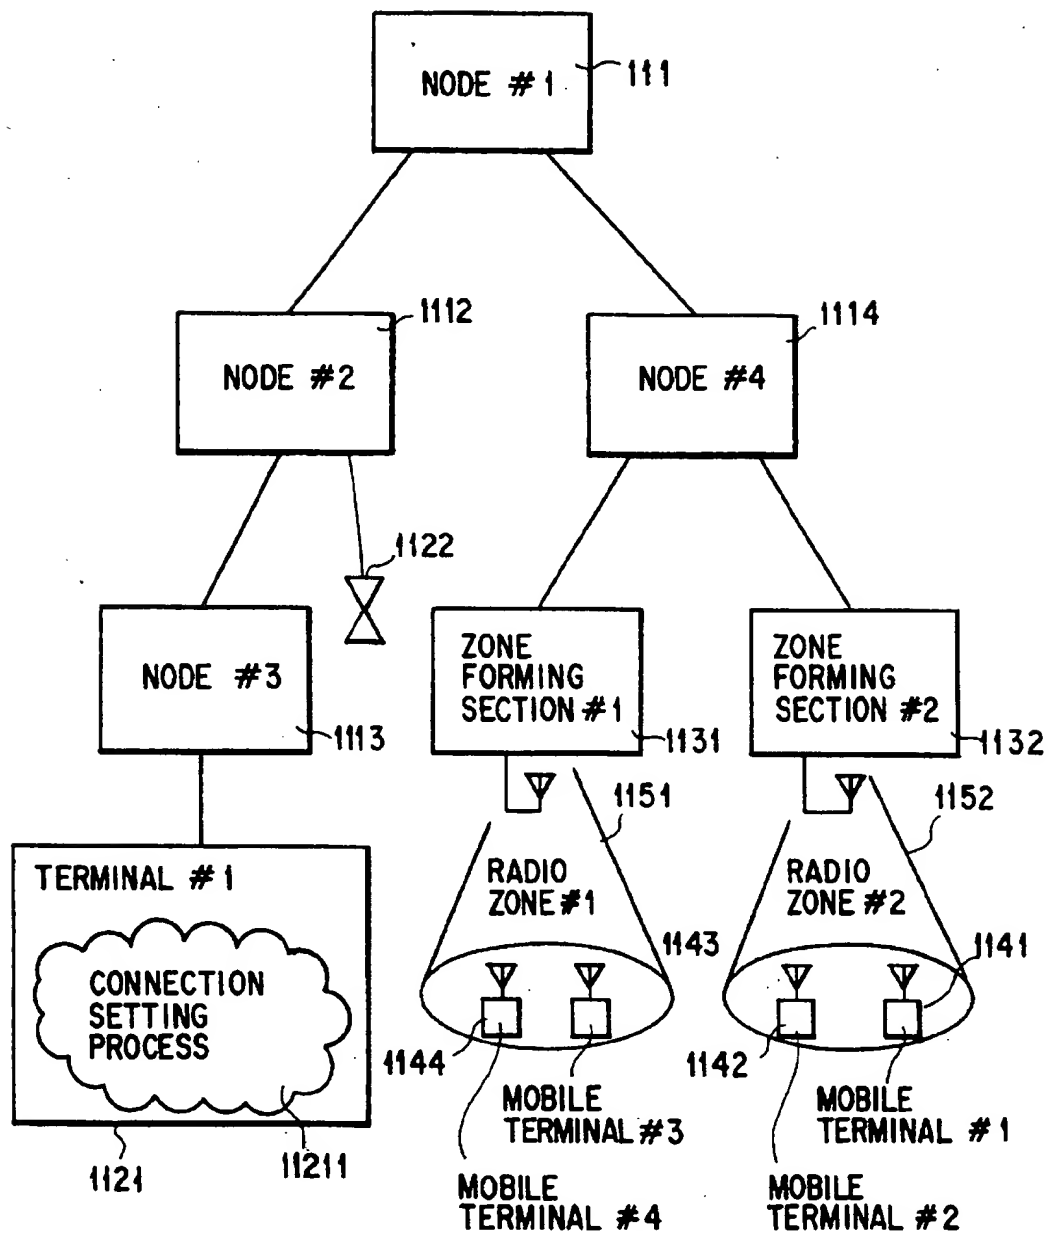 NODE #1
111
1112
1114
NODE #2
NODE #4
1122
NODE #3
1113
ZONE
FORMING
SECTION #1
1131
ZONE
FORMING
SECTION #2
1132
1151
1152
TERMINAL #1
CONNECTION
SETTING
PROCESS
11211
1121
RADIO
ZONE #1
RADIO
ZONE #2
1143
1141
1144
1142
MOBILE
TERMINAL #3
MOBILE
TERMINAL #1
MOBILE
TERMINAL #4
MOBILE
TERMINAL #2